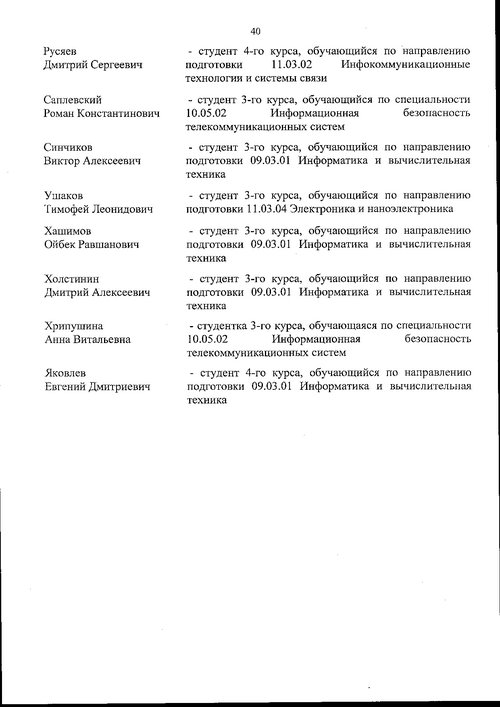 40
Русяев - студент 4-го курса, обучающийся по направлению
Дмитрий Сергеевич подготовки 11.03.02 Инфокоммуникационные
технологии и системы связи
Саплевский - студент 3-го курса, обучающийся по специальности
Роман Константинович 10.05.02 Информационная безопасность
телекоммуникационных систем
Синчиков - студент 3-го курса, обучающийся по направлению
Виктор Алексеевич подготовки 09.03.01 Информатика и вычислительная
техника
Ушаков - студент 3-го курса, обучающийся по направлению
Тимофей Леонидович подготовки 11.03.04 Электроника и наноэлектроника
Хашимов - студент 3-го курса, обучающийся по направлению
Ойбек Равшанович подготовки 09.03.01 Информатика и вычислительная
техника
Холстинин - студент 3-го курса, обучающийся по направлению
Дмитрий Алексеевич подготовки 09.03.01 Информатика и вычислительная
техника
Хрипушина - студентка 3-го курса, обучающаяся по специальности
Анна Витальевна 10.05.02 Информационная безопасность
телекоммуникационных систем
Яковлев - студент 4-го курса, обучающийся по направлению
Евгений Дмитриевич подготовки 09.03.01 Информатика и вычислительная
техника